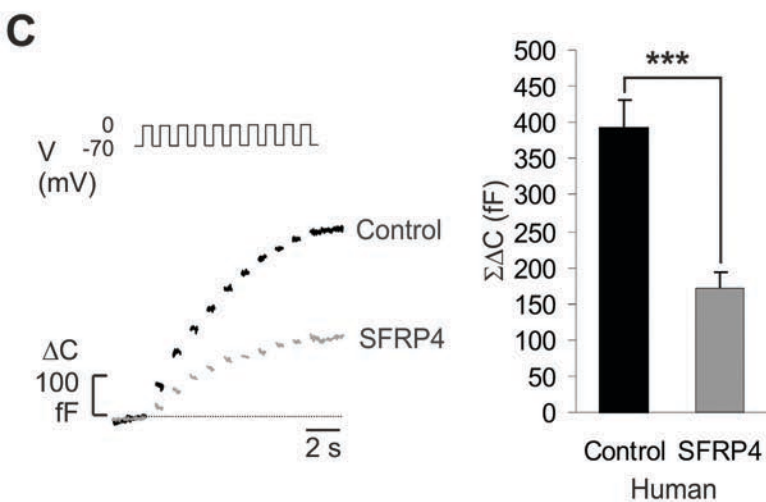 C
0
-70
V
(mV)
Control
SFRP4
ΔC
100
fF
2 s
500
450
400
350
300
250
200
150
100
50
0
ΣΔC (fF)
***
Control SFRP4
Human